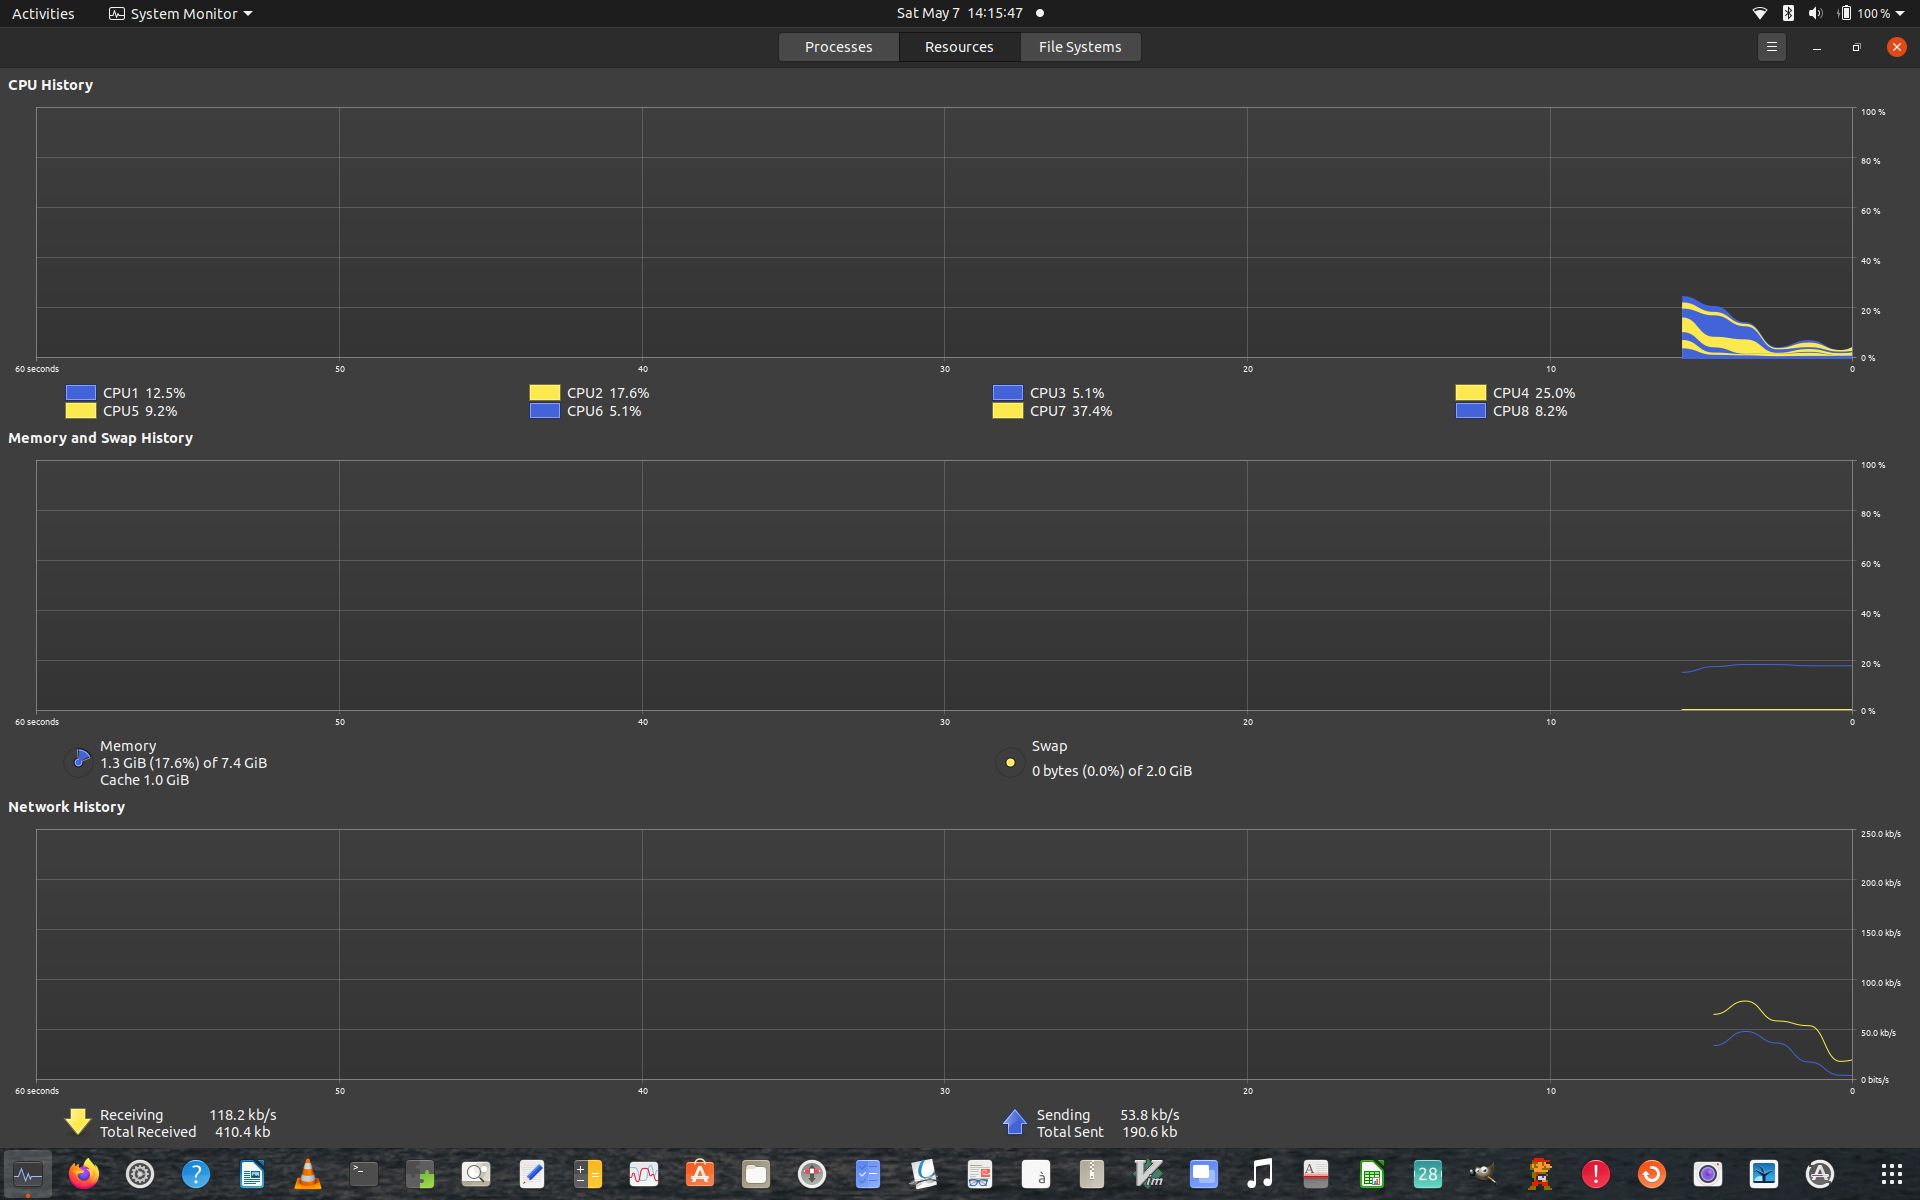 Activities System Monitor Sat May 7 14:15:47 100 %
Processes Resources File Systems
CPU History
100 %
80 %
60 %
40 %
20 %
0 %
60 seconds 50 40 30 20 10 0
CPU1 12.5% CPU2 17.6% CPU3 5.1% CPU4 25.0%
CPU5 9.2% CPU6 5.1% CPU7 37.4% CPU8 8.2%
Memory and Swap History
100 %
80 %
60 %
40 %
20 %
0 %
60 seconds 50 40 30 20 10 0
Memory
1.3 GiB (17.6%) of 7.4 GiB
Cache 1.0 GiB
Swap
0 bytes (0.0%) of 2.0 GiB
Network History
250.0 kb/s
200.0 kb/s
150.0 kb/s
100.0 kb/s
50.0 kb/s
0 bits/s
60 seconds 50 40 30 20 10 0
Receiving 118.2 kb/s
Total Received 410.4 kb
Sending 53.8 kb/s
Total Sent 190.6 kb
? >_ à Vim A 28 !